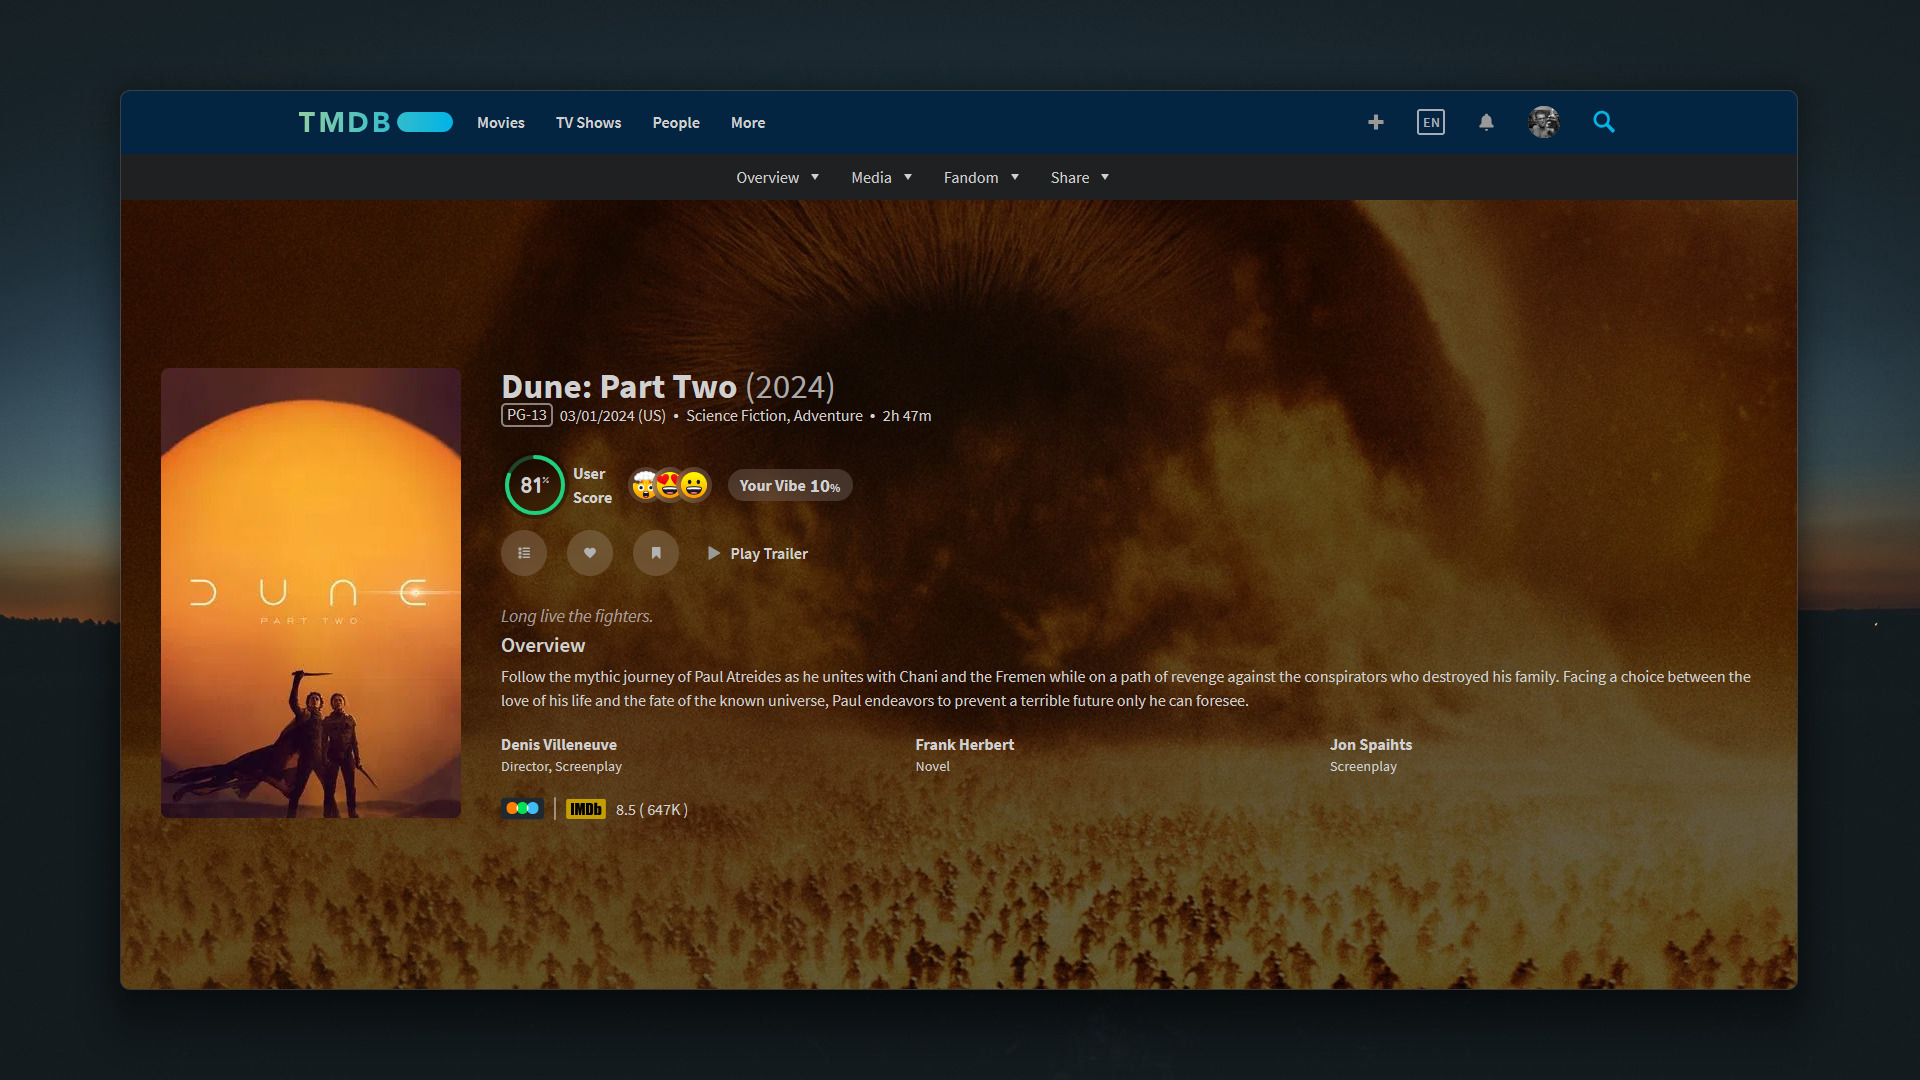 TMDB Movies TV Shows People More EN
Overview Media Fandom Share
Dune: Part Two (2024)
PG-13 03/01/2024 (US) • Science Fiction, Adventure • 2h 47m
81% User Score Your Vibe 10%
Play Trailer
Long live the fighters.
Overview
Follow the mythic journey of Paul Atreides as he unites with Chani and the Fremen while on a path of revenge against the conspirators who destroyed his family. Facing a choice between the
love of his life and the fate of the known universe, Paul endeavors to prevent a terrible future only he can foresee.
Denis Villeneuve Frank Herbert Jon Spaihts
Director, Screenplay Novel Screenplay
IMDb 8.5 ( 647K )
DUNE
PART TWO